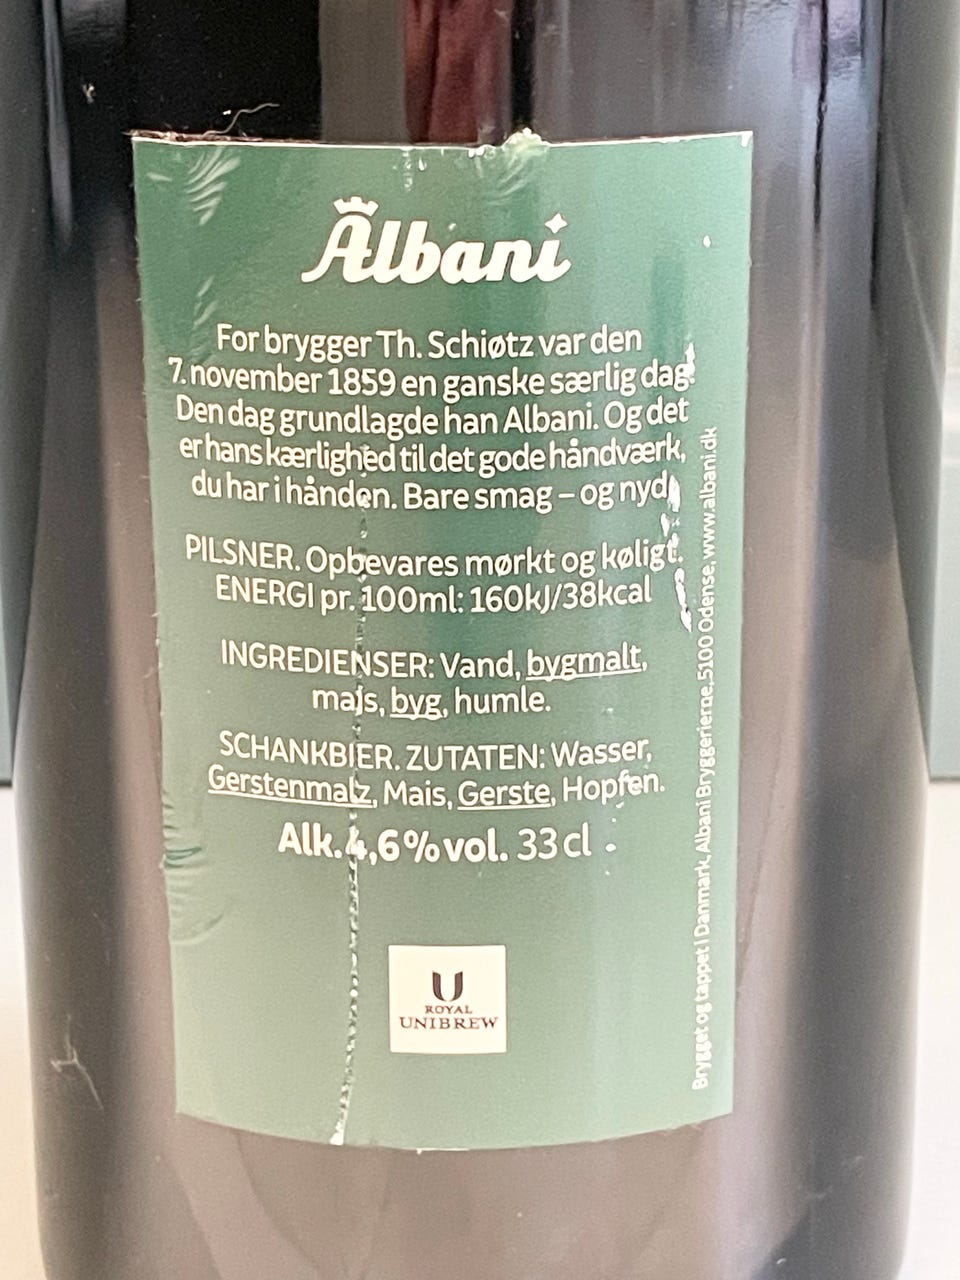 Albani
For brygger Th. Schiøtz var den
7. november 1859 en ganske særlig dag.
Den dag grundlagde han Albani. Og det
er hans kærlighed til det gode håndværk,
du har i hånden. Bare smag – og nyd.
PILSNER. Opbevares mørkt og køligt.
ENERGI pr. 100ml: 160kJ/38kcal
INGREDIENSER: Vand, bygmalt,
majs, byg, humle.
SCHANKBIER. ZUTATEN: Wasser,
Gerstenmalz, Mais, Gerste, Hopfen.
Alk. 4,6% vol. 33 cl
ROYAL
UNIBREW
Brygget og tappet i Danmark, Albani Bryggerierne, 5100 Odense, www.albani.dk